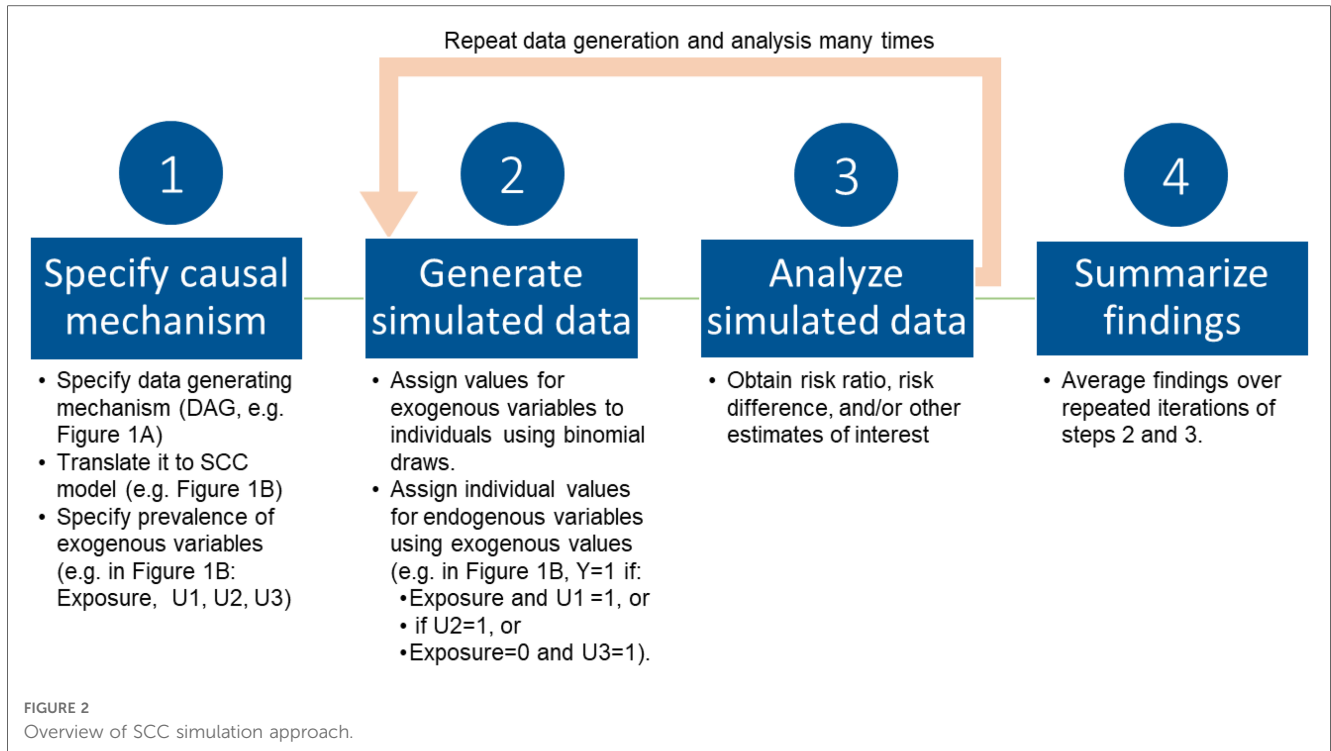 Repeat data generation and analysis many times
1
Specify causal
mechanism
• Specify data generating
mechanism (DAG, e.g.
Figure 1A)
• Translate it to SCC
model (e.g. Figure 1B)
• Specify prevalence of
exogenous variables
(e.g. in Figure 1B:
Exposure, U1, U2, U3)
2
Generate
simulated data
• Assign values for
exogenous variables to
individuals using binomial
draws.
• Assign individual values
for endogenous variables
using exogenous values
(e.g. in Figure 1B, Y=1 if:
•Exposure and U1 =1, or
• if U2=1, or
•Exposure=0 and U3=1).
3
Analyze
simulated data
• Obtain risk ratio, risk
difference, and/or other
estimates of interest
4
Summarize
findings
• Average findings over
repeated iterations of
steps 2 and 3.
FIGURE 2
Overview of SCC simulation approach.